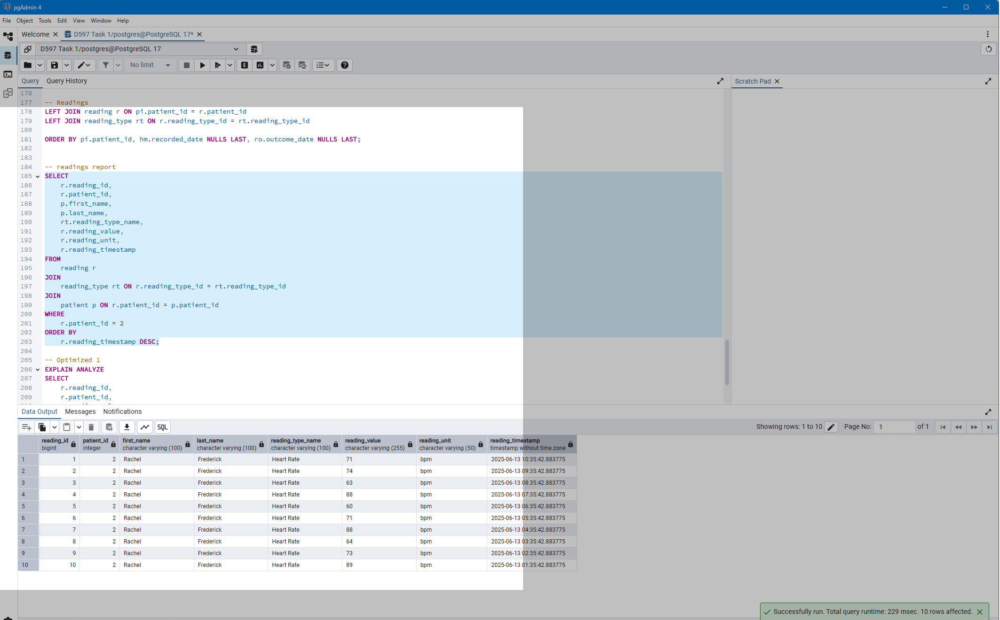 pgAdmin 4
File Object Tools Edit View Window Help
Welcome D597 Task 1/postgres@PostgreSQL 17*
D597 Task 1/postgres@PostgreSQL 17
No limit
Query Query History
Scratch Pad
176
177 -- Readings
178 LEFT JOIN reading r ON pi.patient_id = r.patient_id
179 LEFT JOIN reading_type rt ON r.reading_type_id = rt.reading_type_id
180
181 ORDER BY pi.patient_id, hm.recorded_date NULLS LAST, ro.outcome_date NULLS LAST;
182
183
184 -- readings report
185 SELECT
186 r.reading_id,
187 r.patient_id,
188 p.first_name,
189 p.last_name,
190 rt.reading_type_name,
191 r.reading_value,
192 r.reading_unit,
193 r.reading_timestamp
194 FROM
195 reading r
196 JOIN
197 reading_type rt ON r.reading_type_id = rt.reading_type_id
198 JOIN
199 patient p ON r.patient_id = p.patient_id
200 WHERE
201 r.patient_id = 2
202 ORDER BY
203 r.reading_timestamp DESC;
204
205 -- Optimized 1
206 EXPLAIN ANALYZE
207 SELECT
208 r.reading_id,
209 r.patient_id,
Data Output Messages Notifications
SQL
Showing rows: 1 to 10 Page No: 1 of 1
reading_id patient_id first_name last_name reading_type_name reading_value reading_unit reading_timestamp
bigint integer character varying (100) character varying (100) character varying (100) character varying (255) character varying (50) timestamp without time zone
1 1 2 Rachel Frederick Heart Rate 71 bpm 2025-06-13 10:35:42.883775
2 2 2 Rachel Frederick Heart Rate 74 bpm 2025-06-13 09:35:42.883775
3 3 2 Rachel Frederick Heart Rate 63 bpm 2025-06-13 08:35:42.883775
4 4 2 Rachel Frederick Heart Rate 88 bpm 2025-06-13 07:35:42.883775
5 5 2 Rachel Frederick Heart Rate 60 bpm 2025-06-13 06:35:42.883775
6 6 2 Rachel Frederick Heart Rate 71 bpm 2025-06-13 05:35:42.883775
7 7 2 Rachel Frederick Heart Rate 88 bpm 2025-06-13 04:35:42.883775
8 8 2 Rachel Frederick Heart Rate 64 bpm 2025-06-13 03:35:42.883775
9 9 2 Rachel Frederick Heart Rate 73 bpm 2025-06-13 02:35:42.883775
10 10 2 Rachel Frederick Heart Rate 89 bpm 2025-06-13 01:35:42.883775
Successfully run. Total query runtime: 229 msec. 10 rows affected.